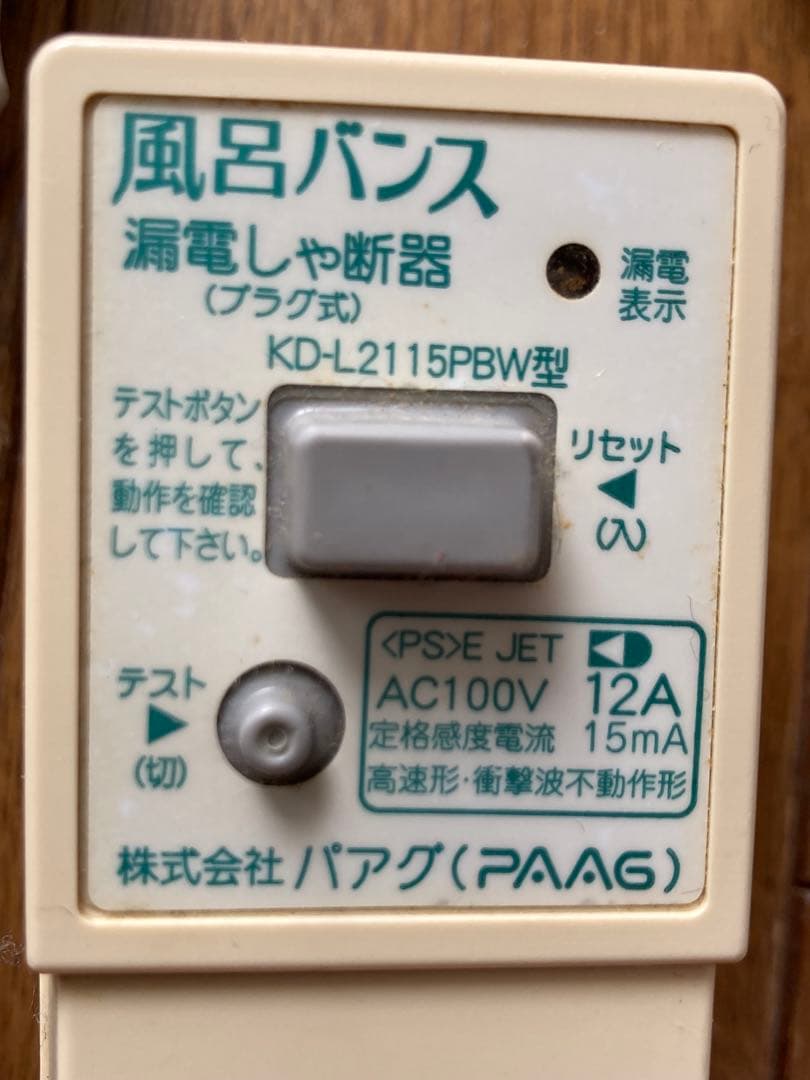 風呂バンス
漏電しや断器
(プラグ式)
漏電
表示
KD-L2115PBW型
テストボタン
を押して、
動作を確認
して下さい。
リセット
◀
(入)
テスト
▶
(切)
<PS>E JET
AC100V 12A
定格感度電流 15mA
高速形・衝撃波不動作形
株式会社 パアグ(PAAG)